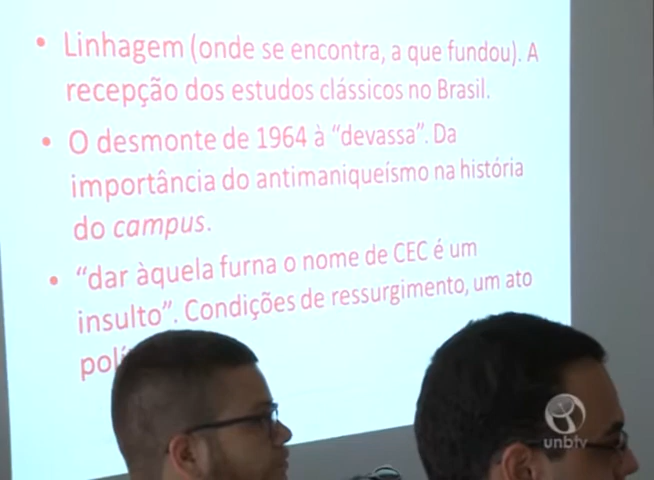 • Linhagem (onde se encontra, a que fundou). A
recepção dos estudos clássicos no Brasil.
• O desmonte de 1964 à “devassa”. Da
importância do antimaniqueísmo na história
do campus.
• “dar àquela furna o nome de CEC é um
insulto”. Condições de ressurgimento, um ato
unbtv